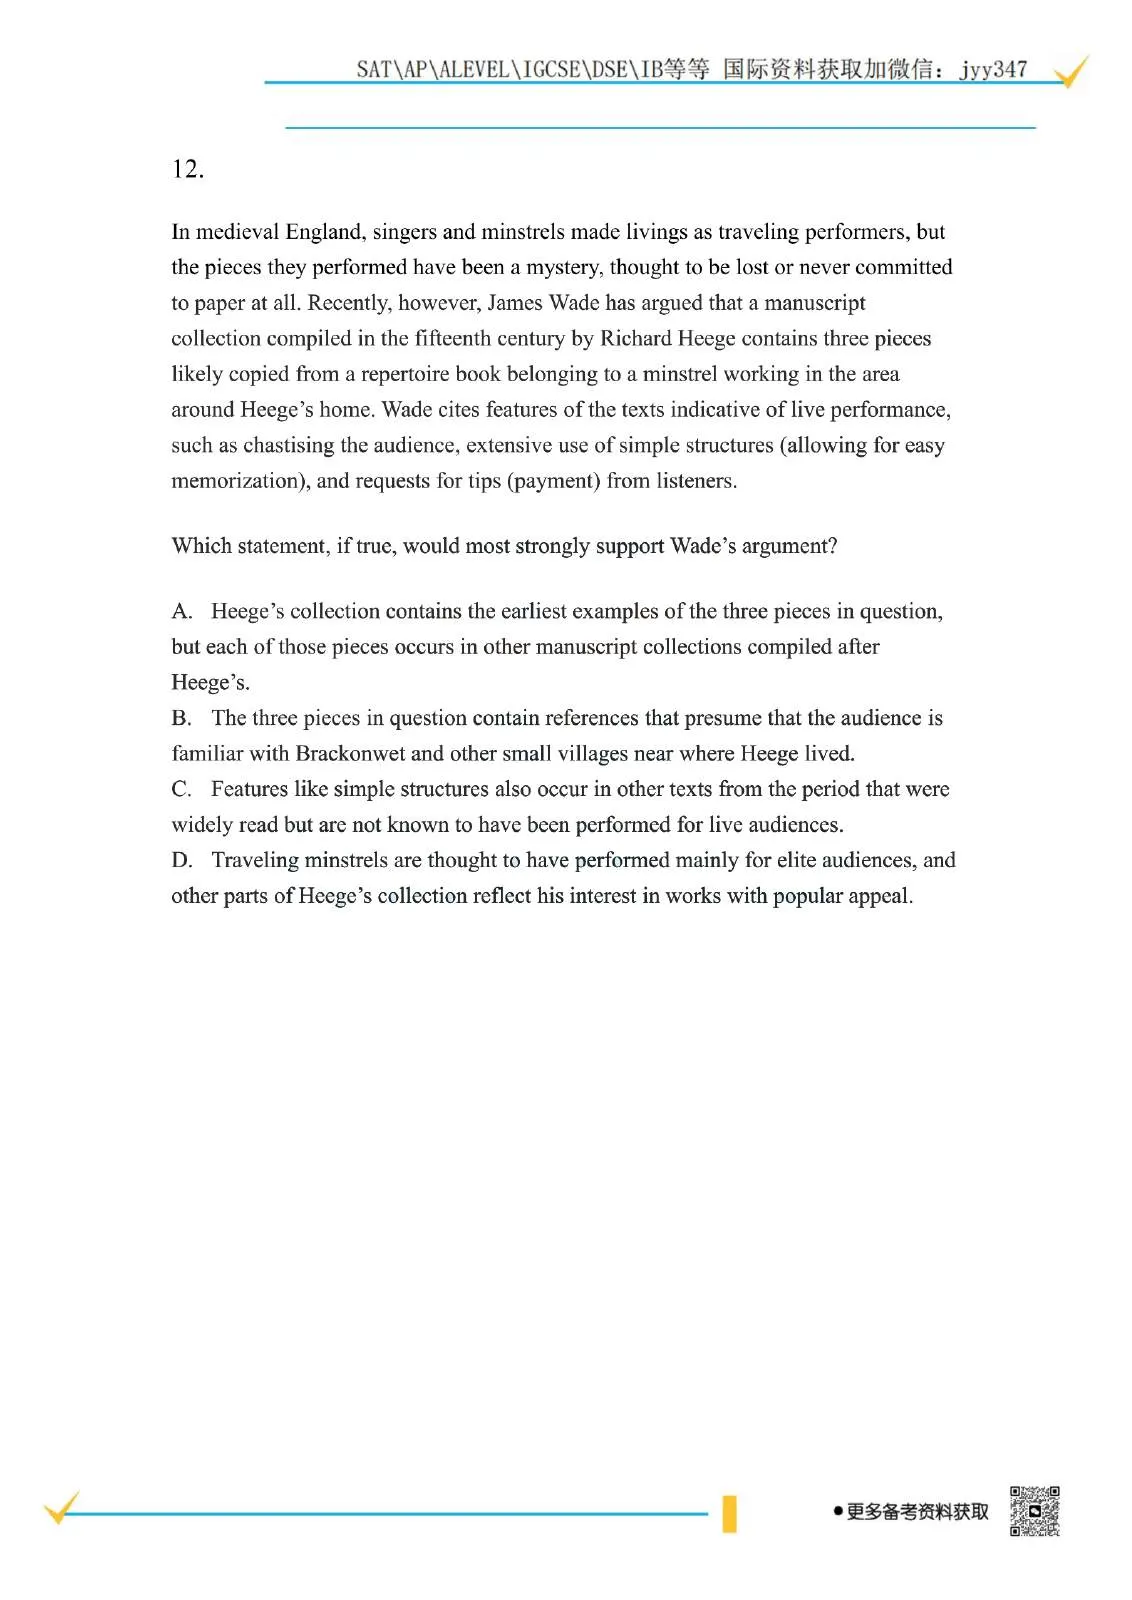 SAT\AP\ALEVEL\IGCSE\DSE\IB等等 国际资料获取加微信: jyy347
12.
In medieval England, singers and minstrels made livings as traveling performers, but
the pieces they performed have been a mystery, thought to be lost or never committed
to paper at all. Recently, however, James Wade has argued that a manuscript
collection compiled in the fifteenth century by Richard Heege contains three pieces
likely copied from a repertoire book belonging to a minstrel working in the area
around Heege’s home. Wade cites features of the texts indicative of live performance,
such as chastising the audience, extensive use of simple structures (allowing for easy
memorization), and requests for tips (payment) from listeners.
Which statement, if true, would most strongly support Wade’s argument?
A. Heege’s collection contains the earliest examples of the three pieces in question,
but each of those pieces occurs in other manuscript collections compiled after
Heege’s.
B. The three pieces in question contain references that presume that the audience is
familiar with Brackonwet and other small villages near where Heege lived.
C. Features like simple structures also occur in other texts from the period that were
widely read but are not known to have been performed for live audiences.
D. Traveling minstrels are thought to have performed mainly for elite audiences, and
other parts of Heege’s collection reflect his interest in works with popular appeal.
●更多备考资料获取